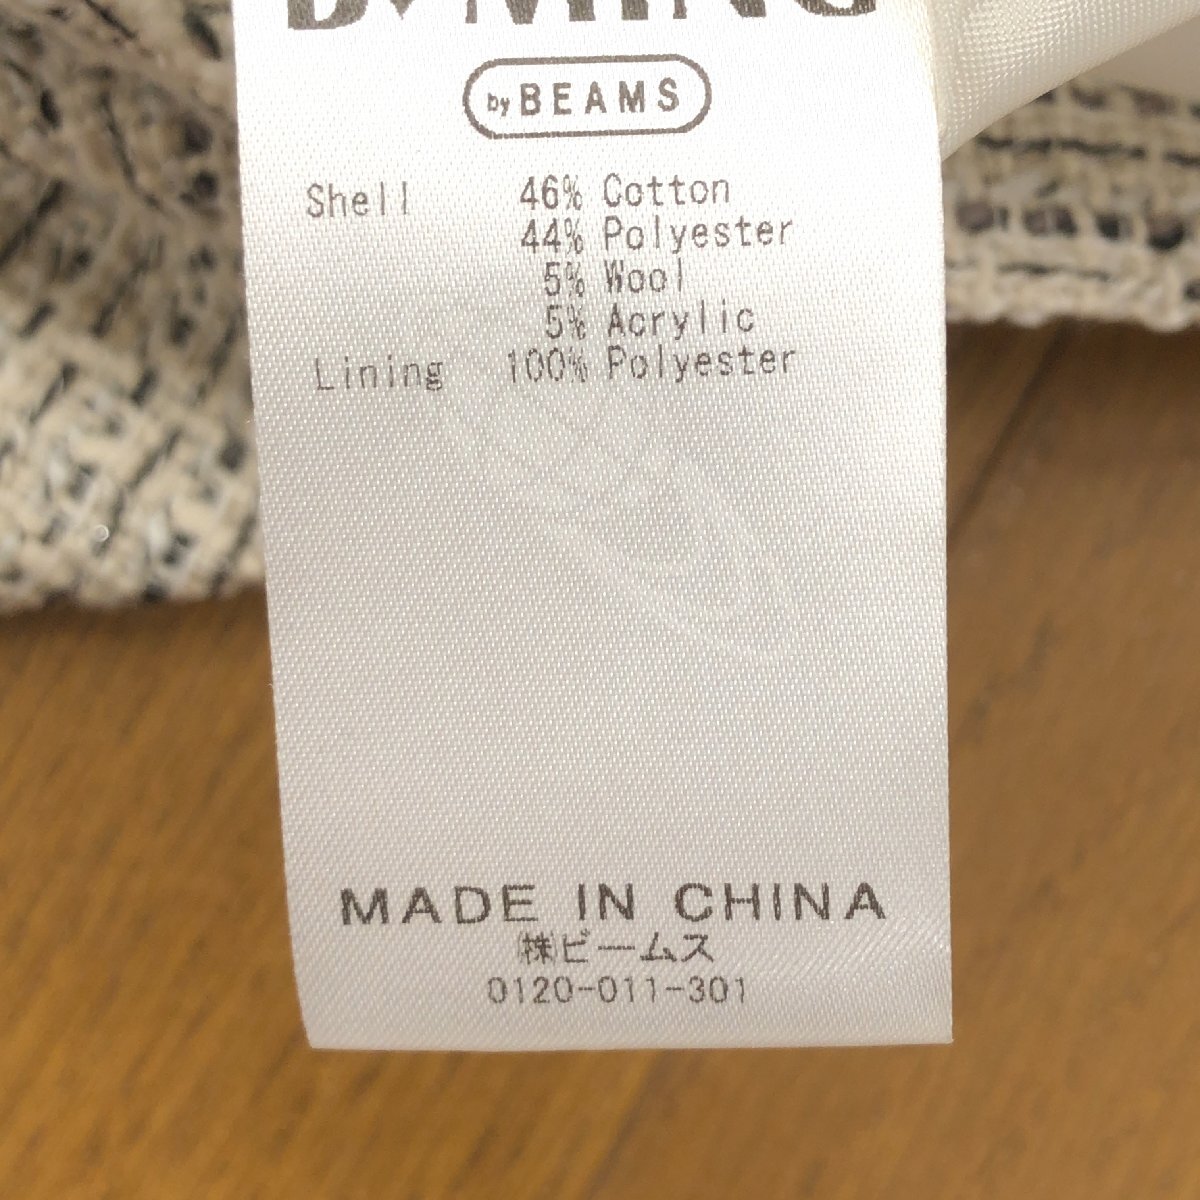 B·MING
by BEAMS
Shell 46% Cotton
44% Polyester
5% Wool
5% Acrylic
Lining 100% Polyester
MADE IN CHINA
㈱ビームス
0120-011-301